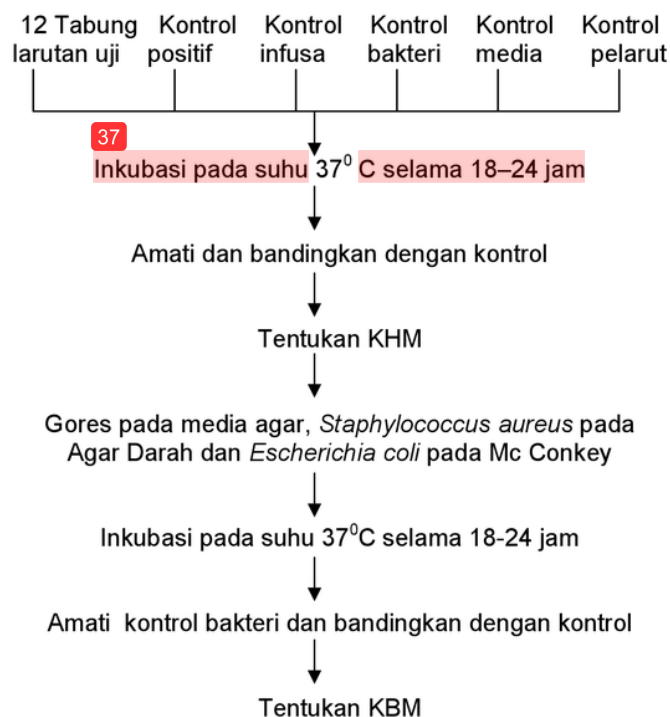 12 Tabung Kontrol Kontrol Kontrol Kontrol Kontrol
larutan uji positif infusa bakteri media pelarut
37
Inkubasi pada suhu 37⁰ C selama 18–24 jam
Amati dan bandingkan dengan kontrol
Tentukan KHM
Gores pada media agar, Staphylococcus aureus pada
Agar Darah dan Escherichia coli pada Mc Conkey
Inkubasi pada suhu 37⁰C selama 18-24 jam
Amati kontrol bakteri dan bandingkan dengan kontrol
Tentukan KBM